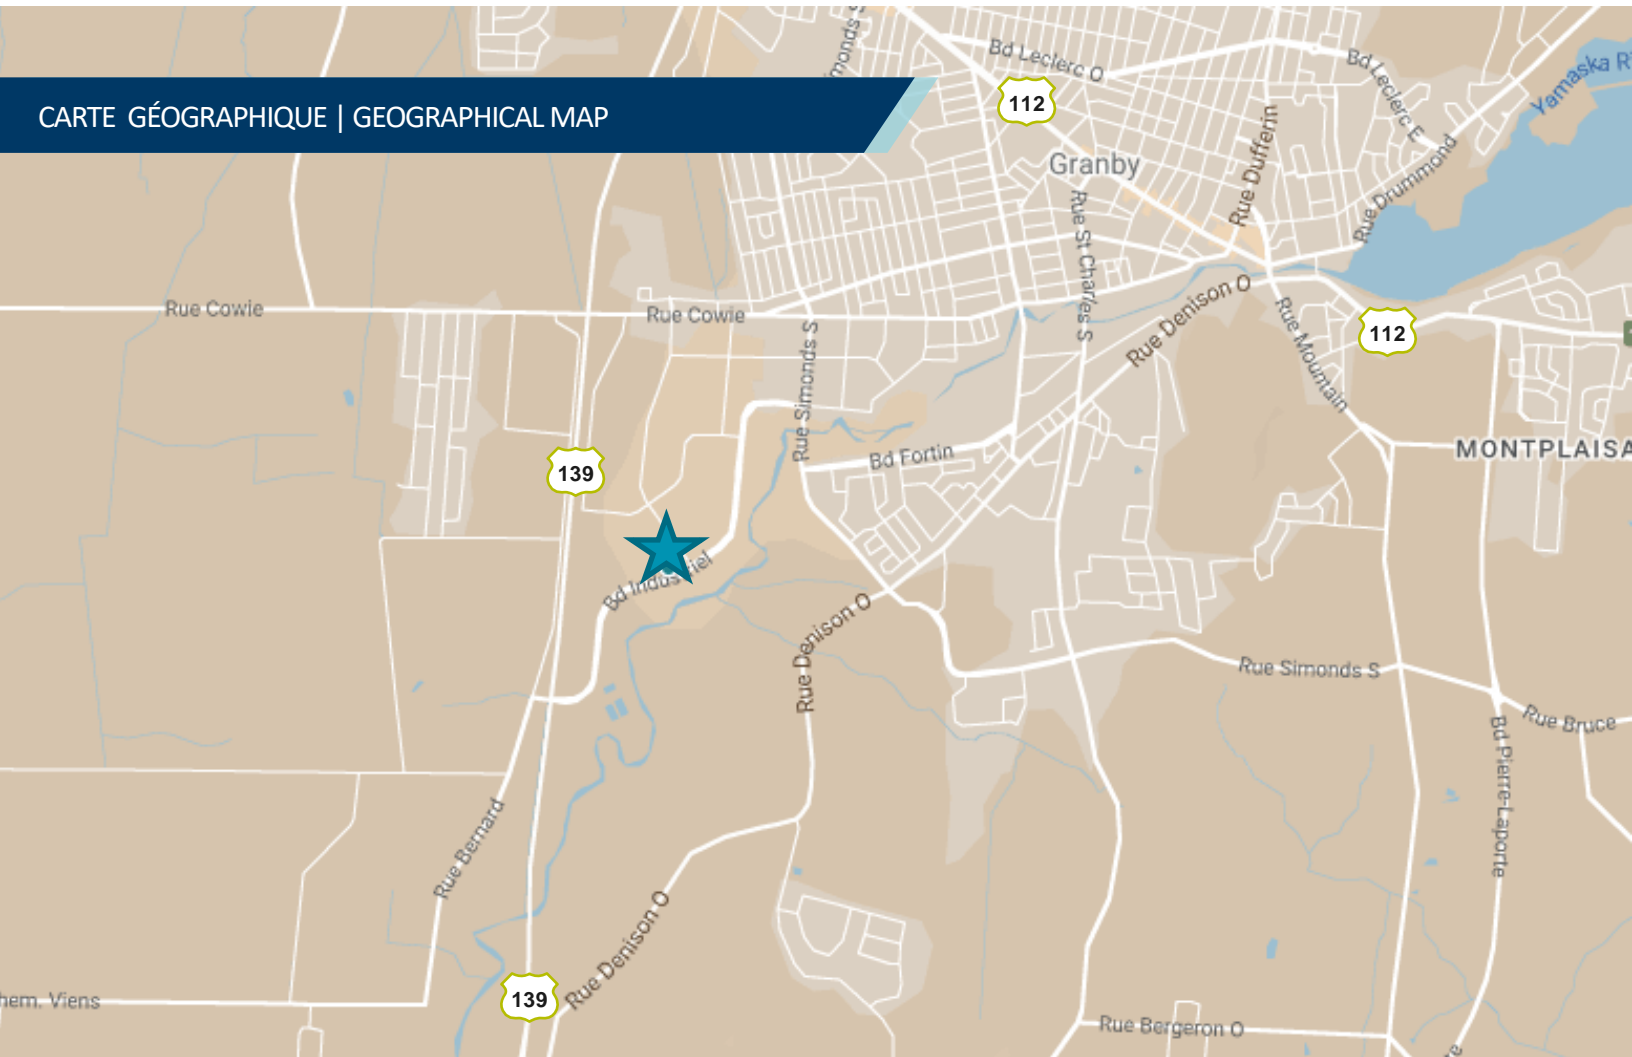 CARTE GÉOGRAPHIQUE | GEOGRAPHICAL MAP
Bd Leclerc O
Bd Leclerc E
Yamaska R
112
Granby
Rue Dufferin
Rue Drummond
Rue St Charles S
Rue Cowie
Rue Cowie
Rue Simonds S
Rue Denison O
Rue Mountain
112
139
Bd Fortin
MONTPLAISA
Bd Industriel
Rue Denison O
Rue Simonds S
Rue Bruce
Bd Pierre-Laporte
Rue Bernard
Rue Denison O
139
hem. Viens
Rue Bergeron O